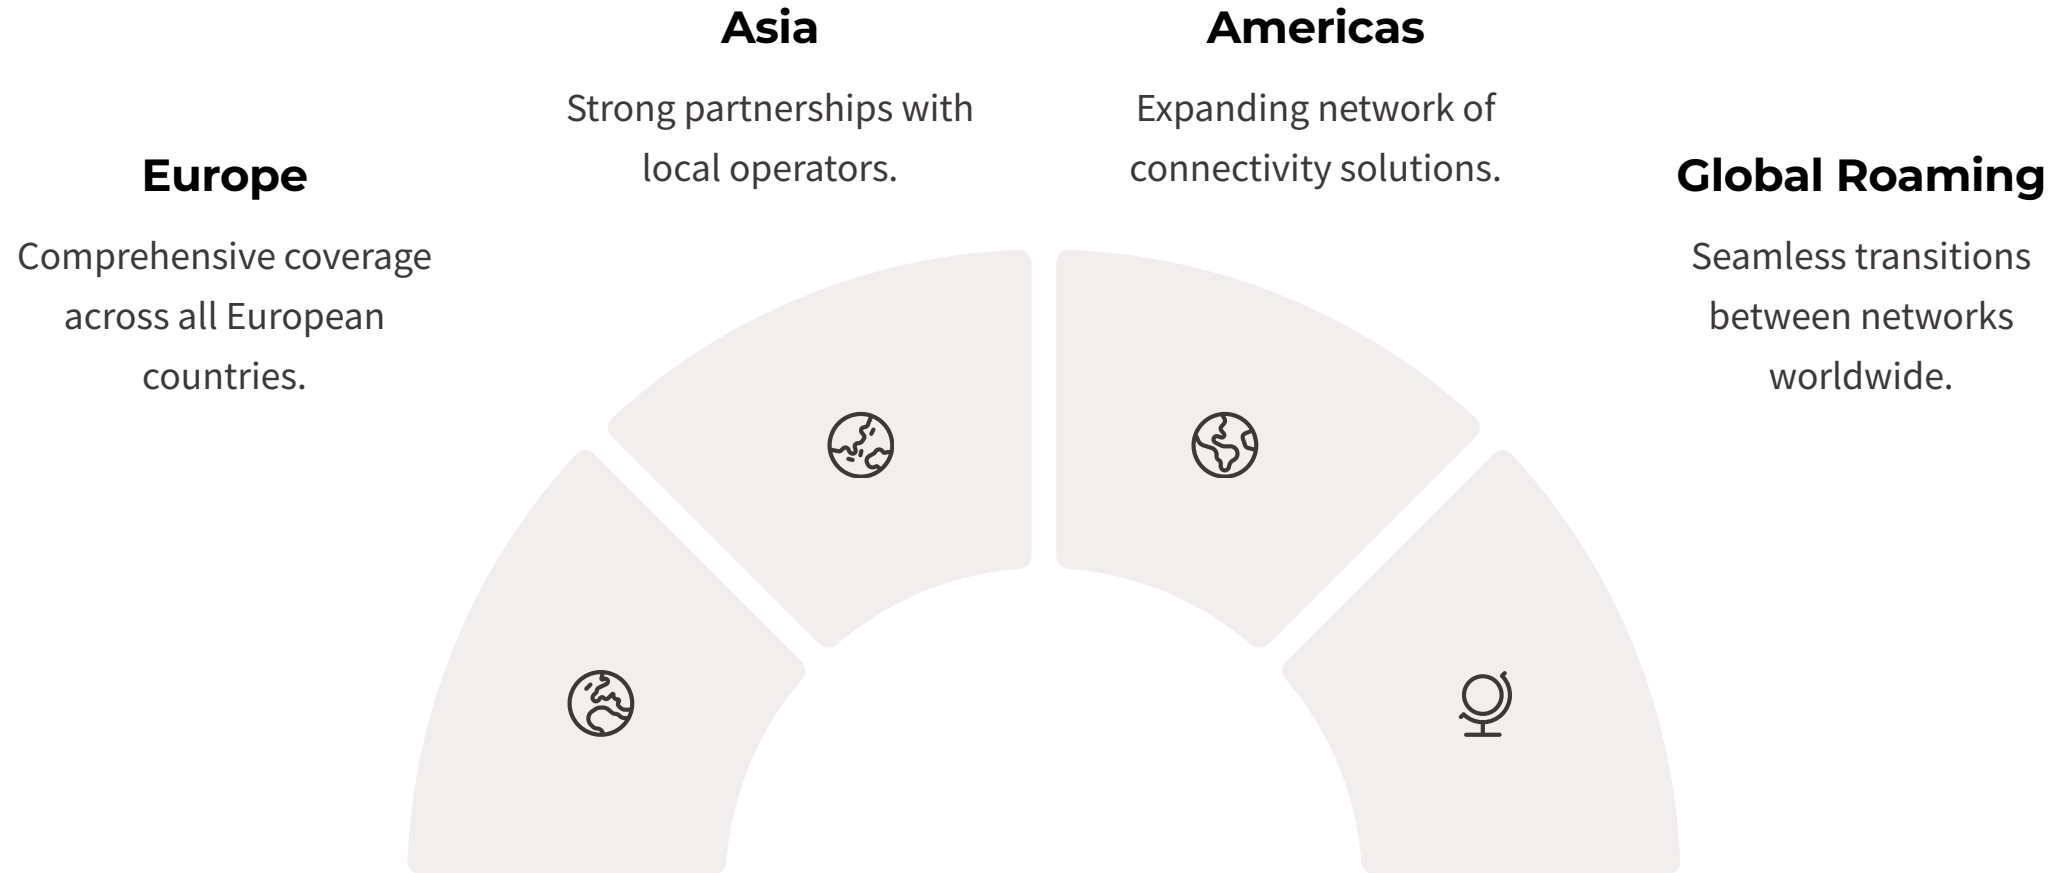 Europe
Comprehensive coverage
across all European
countries.
Asia
Strong partnerships with
local operators.
Americas
Expanding network of
connectivity solutions.
Global Roaming
Seamless transitions
between networks
worldwide.